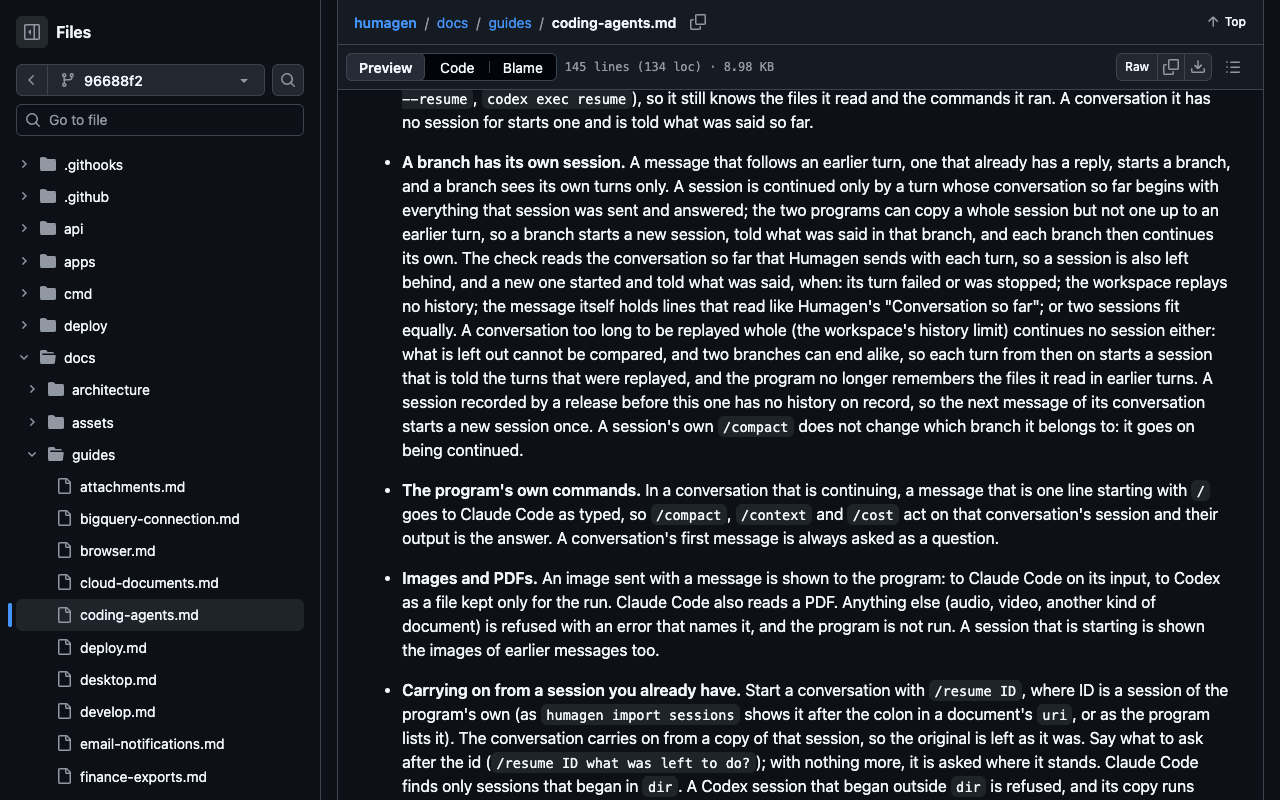 Files
96688f2
Go to file
.githooks
.github
api
apps
cmd
deploy
docs
architecture
assets
guides
attachments.md
bigquery-connection.md
browser.md
cloud-documents.md
coding-agents.md
deploy.md
desktop.md
develop.md
email-notifications.md
finance-exports.md
humagen / docs / guides / coding-agents.md
Top
Preview Code Blame 145 lines (134 loc) · 8.98 KB
Raw
--resume, codex exec resume), so it still knows the files it read and the commands it ran. A conversation it has
no session for starts one and is told what was said so far.
• A branch has its own session. A message that follows an earlier turn, one that already has a reply, starts a branch,
and a branch sees its own turns only. A session is continued only by a turn whose conversation so far begins with
everything that session was sent and answered; the two programs can copy a whole session but not one up to an
earlier turn, so a branch starts a new session, told what was said in that branch, and each branch then continues
its own. The check reads the conversation so far that Humagen sends with each turn, so a session is also left
behind, and a new one started and told what was said, when: its turn failed or was stopped; the workspace replays
no history; the message itself holds lines that read like Humagen's "Conversation so far"; or two sessions fit
equally. A conversation too long to be replayed whole (the workspace's history limit) continues no session either:
what is left out cannot be compared, and two branches can end alike, so each turn from then on starts a session
that is told the turns that were replayed, and the program no longer remembers the files it read in earlier turns. A
session recorded by a release before this one has no history on record, so the next message of its conversation
starts a new session once. A session's own /compact does not change which branch it belongs to: it goes on
being continued.
• The program's own commands. In a conversation that is continuing, a message that is one line starting with /
goes to Claude Code as typed, so /compact, /context and /cost act on that conversation's session and their
output is the answer. A conversation's first message is always asked as a question.
• Images and PDFs. An image sent with a message is shown to the program: to Claude Code on its input, to Codex
as a file kept only for the run. Claude Code also reads a PDF. Anything else (audio, video, another kind of
document) is refused with an error that names it, and the program is not run. A session that is starting is shown
the images of earlier messages too.
• Carrying on from a session you already have. Start a conversation with /resume ID, where ID is a session of the
program's own (as humagen import sessions shows it after the colon in a document's uri, or as the program
lists it). The conversation carries on from a copy of that session, so the original is left as it was. Say what to ask
after the id (/resume ID what was left to do?); with nothing more, it is asked where it stands. Claude Code
finds only sessions that began in dir. A Codex session that began outside dir is refused, and its copy runs